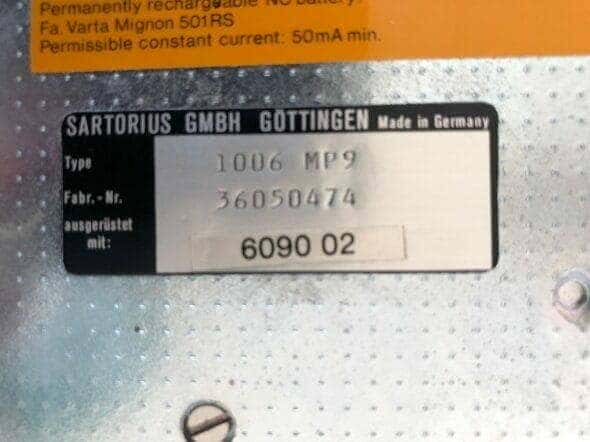 Permanently rechargeable NC battery:
Fa. Varta Mignon 501RS
Permissible constant current: 50mA min.
SARTORIUS GMBH GÖTTINGEN Made in Germany
Type 1006 MP9
Fabr.-Nr. 36050474
ausgerüstet
mit: 6090 02